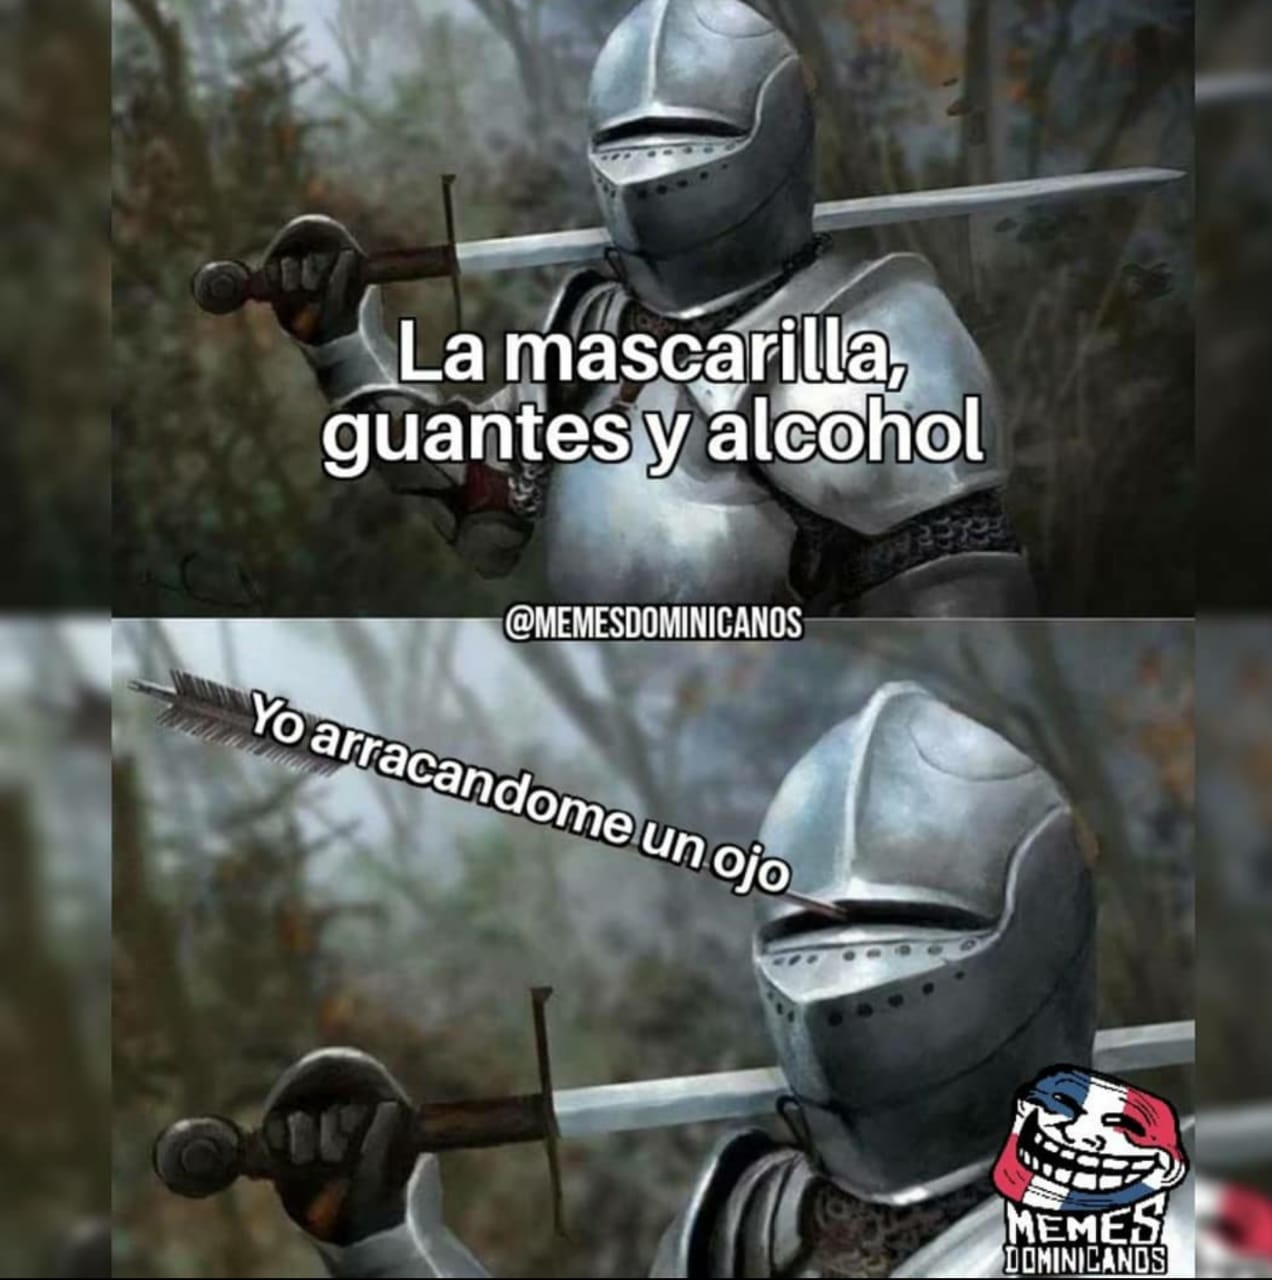 La mascarilla,
guantes y alcohol
@MEMESDOMINICANOS
Yo arracandome un ojo
MEMES
DOMINICANOS